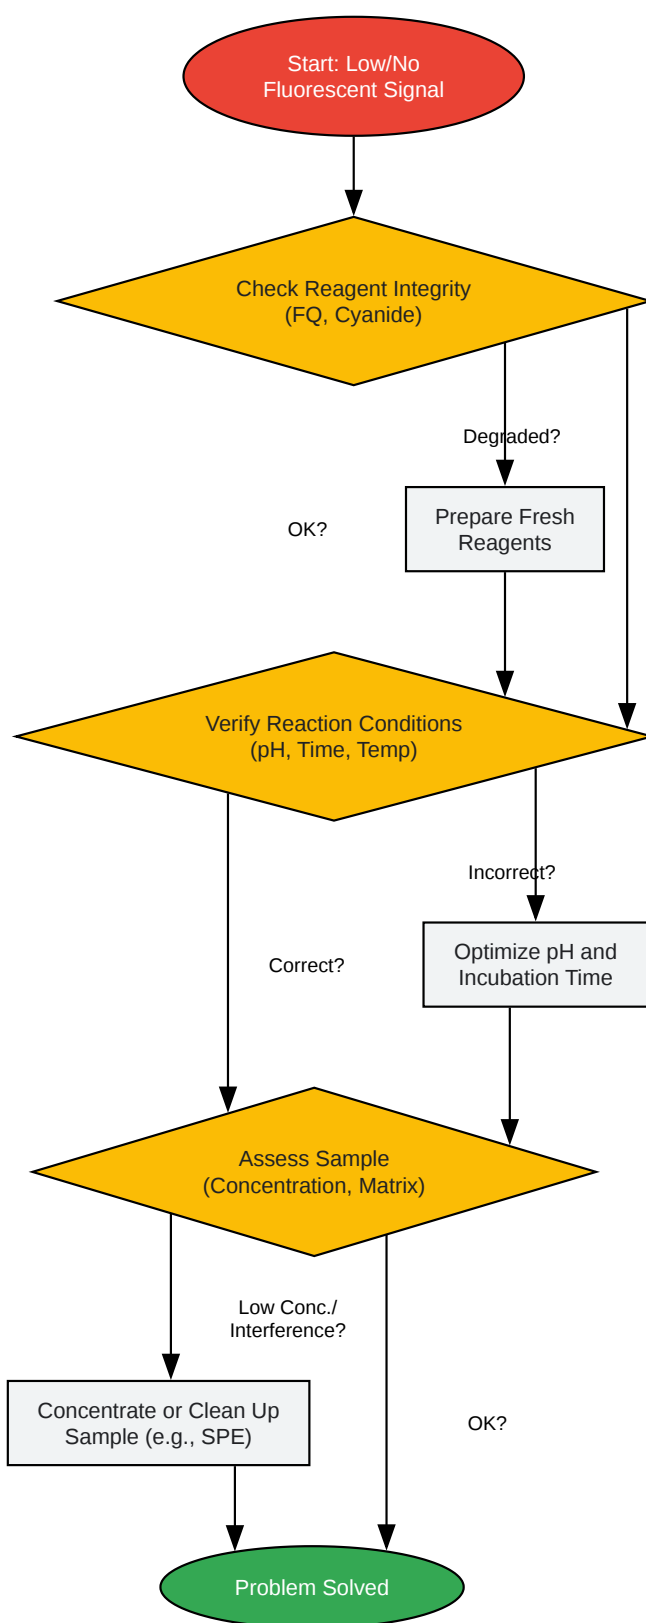 Start: Low/No
Fluorescent Signal
Check Reagent Integrity
(FQ, Cyanide)
Degraded?
OK?
Prepare Fresh
Reagents
Verify Reaction Conditions
(pH, Time, Temp)
Incorrect?
Correct?
Optimize pH and
Incubation Time
Assess Sample
(Concentration, Matrix)
Low Conc./
Interference?
Concentrate or Clean Up
Sample (e.g., SPE)
OK?
Problem Solved